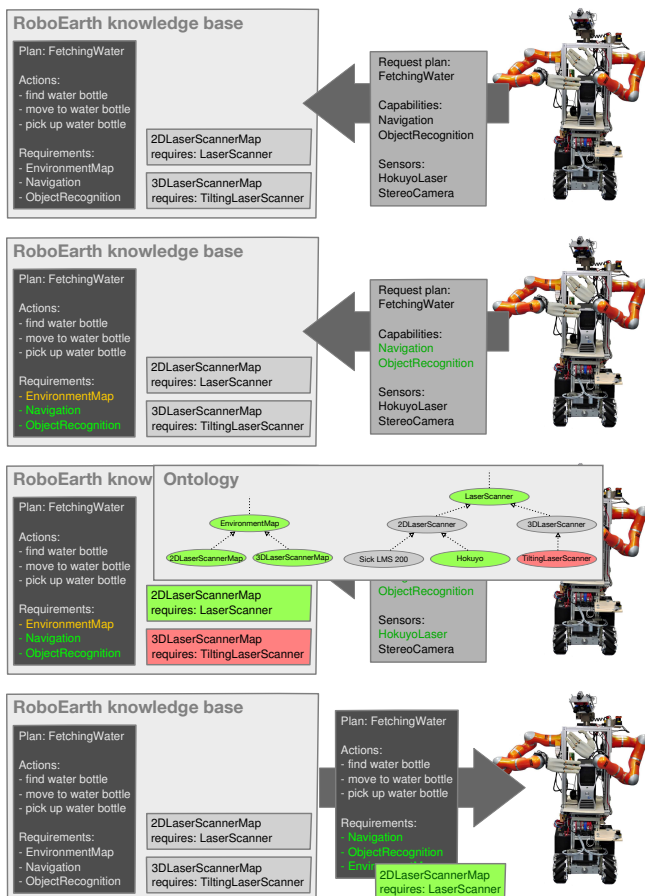 RoboEarth knowledge base
Plan: FetchingWater
Actions:
- find water bottle
- move to water bottle
- pick up water bottle
Requirements:
- EnvironmentMap
- Navigation
- ObjectRecognition
2DLaserScannerMap
requires: LaserScanner
3DLaserScannerMap
requires: TiltingLaserScanner
Request plan:
FetchingWater
Capabilities:
Navigation
ObjectRecognition
Sensors:
HokuyoLaser
StereoCamera
RoboEarth knowledge base
Plan: FetchingWater
Actions:
- find water bottle
- move to water bottle
- pick up water bottle
Requirements:
- EnvironmentMap
- Navigation
- ObjectRecognition
2DLaserScannerMap
requires: LaserScanner
3DLaserScannerMap
requires: TiltingLaserScanner
Request plan:
FetchingWater
Capabilities:
Navigation
ObjectRecognition
Sensors:
HokuyoLaser
StereoCamera
RoboEarth know
Plan: FetchingWater
Actions:
- find water bottle
- move to water bottle
- pick up water bottle
Requirements:
- EnvironmentMap
- Navigation
- ObjectRecognition
Ontology
EnvironmentMap
2DLaserScannerMap
3DLaserScannerMap
LaserScanner
2DLaserScanner
3DLaserScanner
Sick LMS 200
Hokuyo
TiltingLaserScanner
2DLaserScannerMap
requires: LaserScanner
3DLaserScannerMap
requires: TiltingLaserScanner
ObjectRecognition
Sensors:
HokuyoLaser
StereoCamera
RoboEarth knowledge base
Plan: FetchingWater
Actions:
- find water bottle
- move to water bottle
- pick up water bottle
Requirements:
- EnvironmentMap
- Navigation
- ObjectRecognition
2DLaserScannerMap
requires: LaserScanner
3DLaserScannerMap
requires: TiltingLaserScanner
Plan: FetchingWater
Actions:
- find water bottle
- move to water bottle
- pick up water bottle
Requirements:
- Navigation
- ObjectRecognition
2DLaserScannerMap
requires: LaserScanner